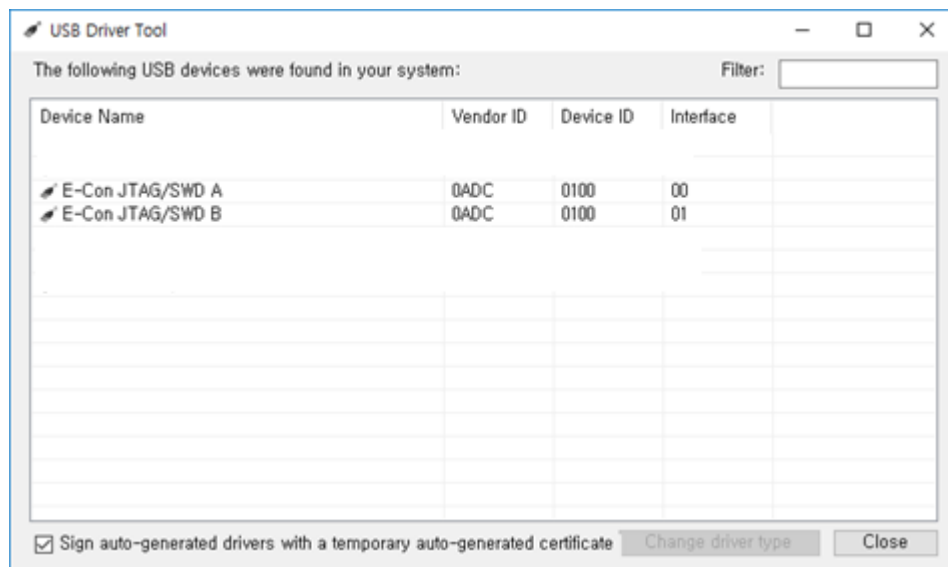 USB Driver Tool
The following USB devices were found in your system: Filter:
Device Name Vendor ID Device ID Interface
E-Con JTAG/SWD A 0ADC 0100 00
E-Con JTAG/SWD B 0ADC 0100 01
Sign auto-generated drivers with a temporary auto-generated certificate Change driver type Close